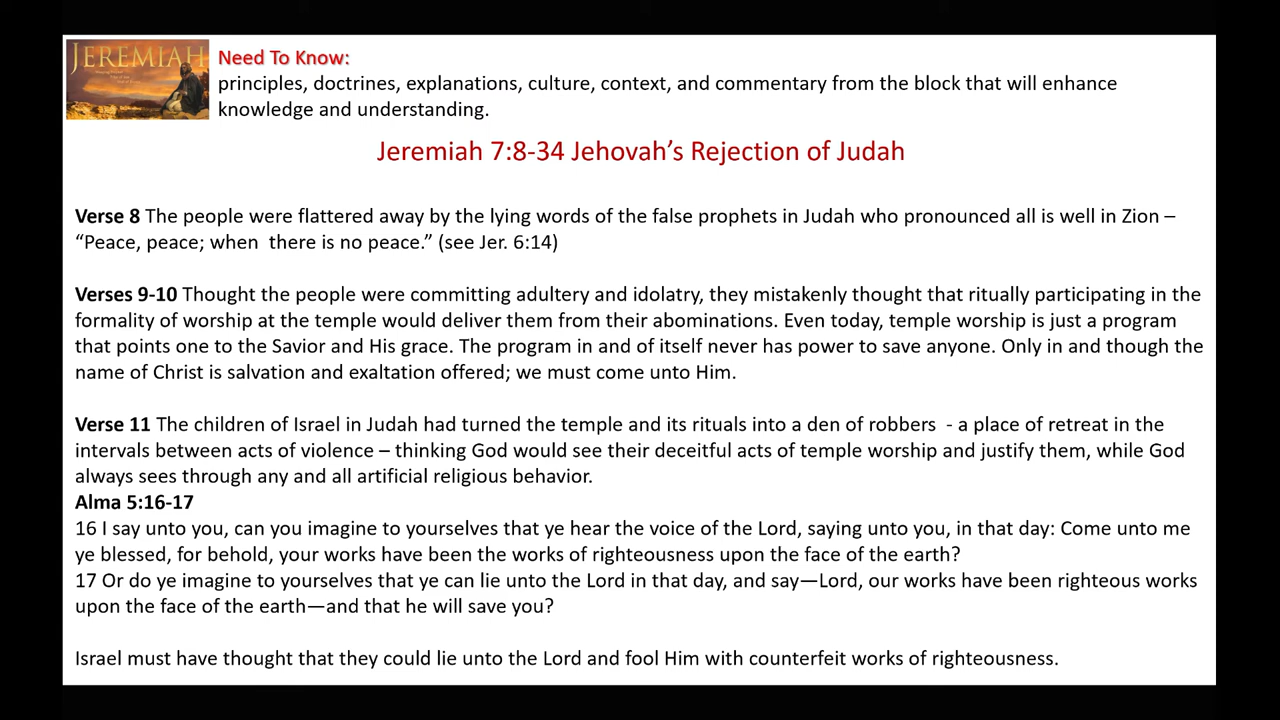 JEREMIAH
Need To Know:
principles, doctrines, explanations, culture, context, and commentary from the block that will enhance
knowledge and understanding.
Jeremiah 7:8-34 Jehovah’s Rejection of Judah
Verse 8 The people were flattered away by the lying words of the false prophets in Judah who pronounced all is well in Zion –
“Peace, peace; when  there is no peace.” (see Jer. 6:14)
Verses 9-10 Thought the people were committing adultery and idolatry, they mistakenly thought that ritually participating in the
formality of worship at the temple would deliver them from their abominations. Even today, temple worship is just a program
that points one to the Savior and His grace. The program in and of itself never has power to save anyone. Only in and though the
name of Christ is salvation and exaltation offered; we must come unto Him.
Verse 11 The children of Israel in Judah had turned the temple and its rituals into a den of robbers  - a place of retreat in the
intervals between acts of violence – thinking God would see their deceitful acts of temple worship and justify them, while God
always sees through any and all artificial religious behavior.
Alma 5:16-17
16 I say unto you, can you imagine to yourselves that ye hear the voice of the Lord, saying unto you, in that day: Come unto me
ye blessed, for behold, your works have been the works of righteousness upon the face of the earth?
17 Or do ye imagine to yourselves that ye can lie unto the Lord in that day, and say—Lord, our works have been righteous works
upon the face of the earth—and that he will save you?
Israel must have thought that they could lie unto the Lord and fool Him with counterfeit works of righteousness.